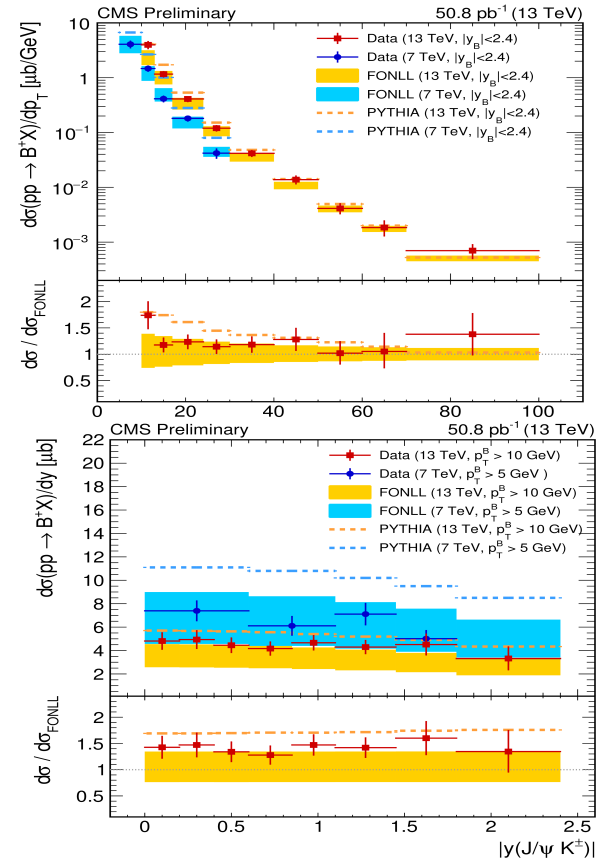 CMS Preliminary 50.8 pb⁻¹ (13 TeV)
dσ(pp → B⁺X)/dp_T [μb/GeV]
10
1
10⁻¹
10⁻²
10⁻³
Data (13 TeV, |y_B|<2.4)
Data (7 TeV, |y_B|<2.4)
FONLL (13 TeV, |y_B|<2.4)
FONLL (7 TeV, |y_B|<2.4)
PYTHIA (13 TeV, |y_B|<2.4)
PYTHIA (7 TeV, |y_B|<2.4)
dσ / dσ_FONLL
2
1.5
1
0.5
0 20 40 60 80 100
CMS Preliminary 50.8 pb⁻¹ (13 TeV)
dσ(pp → B⁺X)/dy [μb]
22
20
18
16
14
12
10
8
6
4
2
Data (13 TeV, p_T^B > 10 GeV)
Data (7 TeV, p_T^B > 5 GeV )
FONLL (13 TeV, p_T^B > 10 GeV)
FONLL (7 TeV, p_T^B > 5 GeV)
PYTHIA (13 TeV, p_T^B > 10 GeV)
PYTHIA (7 TeV, p_T^B > 5 GeV)
dσ / dσ_FONLL
2
1.5
1
0.5
0 0.5 1 1.5 2 2.5
|y(J/ψ K±)|